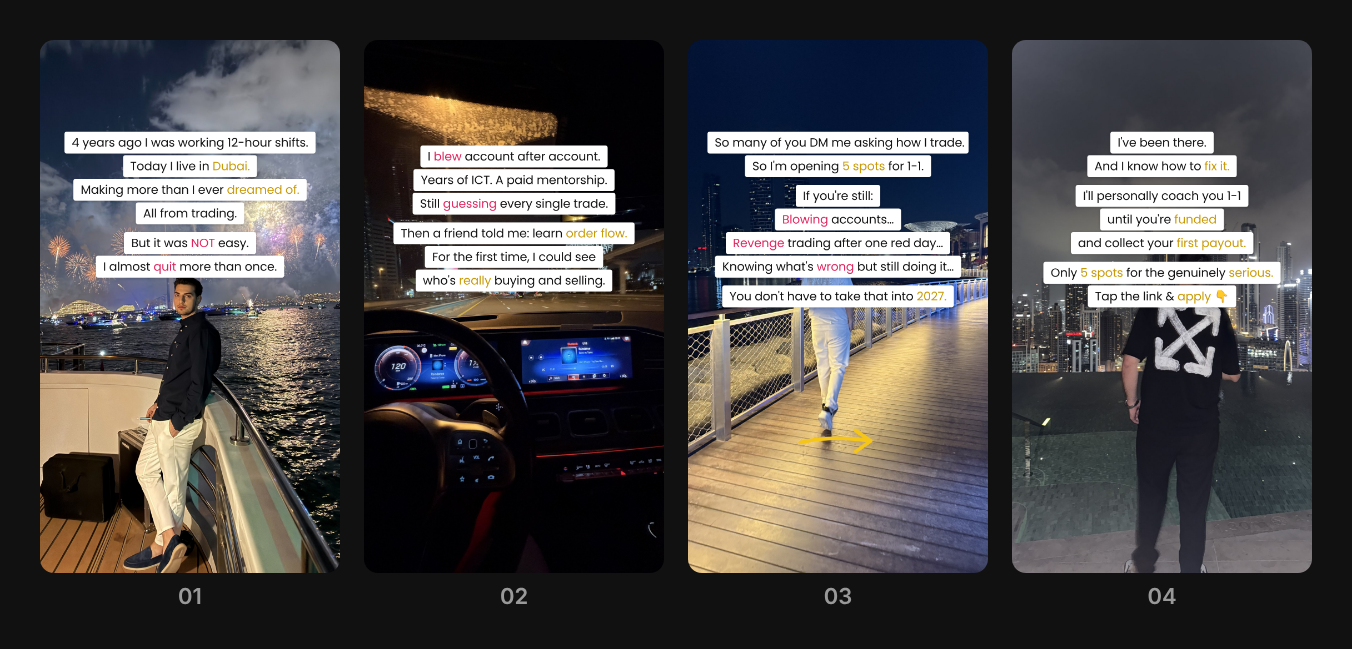 4 years ago I was working 12-hour shifts.
Today I live in Dubai.
Making more than I ever dreamed of.
All from trading.
But it was NOT easy.
I almost quit more than once.
01
I blew account after account.
Years of ICT. A paid mentorship.
Still guessing every single trade.
Then a friend told me: learn order flow.
For the first time, I could see
who's really buying and selling.
120
02
So many of you DM me asking how I trade.
So I'm opening 5 spots for 1-1.
If you're still:
Blowing accounts...
Revenge trading after one red day...
Knowing what's wrong but still doing it...
You don't have to take that into 2027.
03
I've been there.
And I know how to fix it.
I'll personally coach you 1-1
until you're funded
and collect your first payout.
Only 5 spots for the genuinely serious.
Tap the link & apply 👇
04